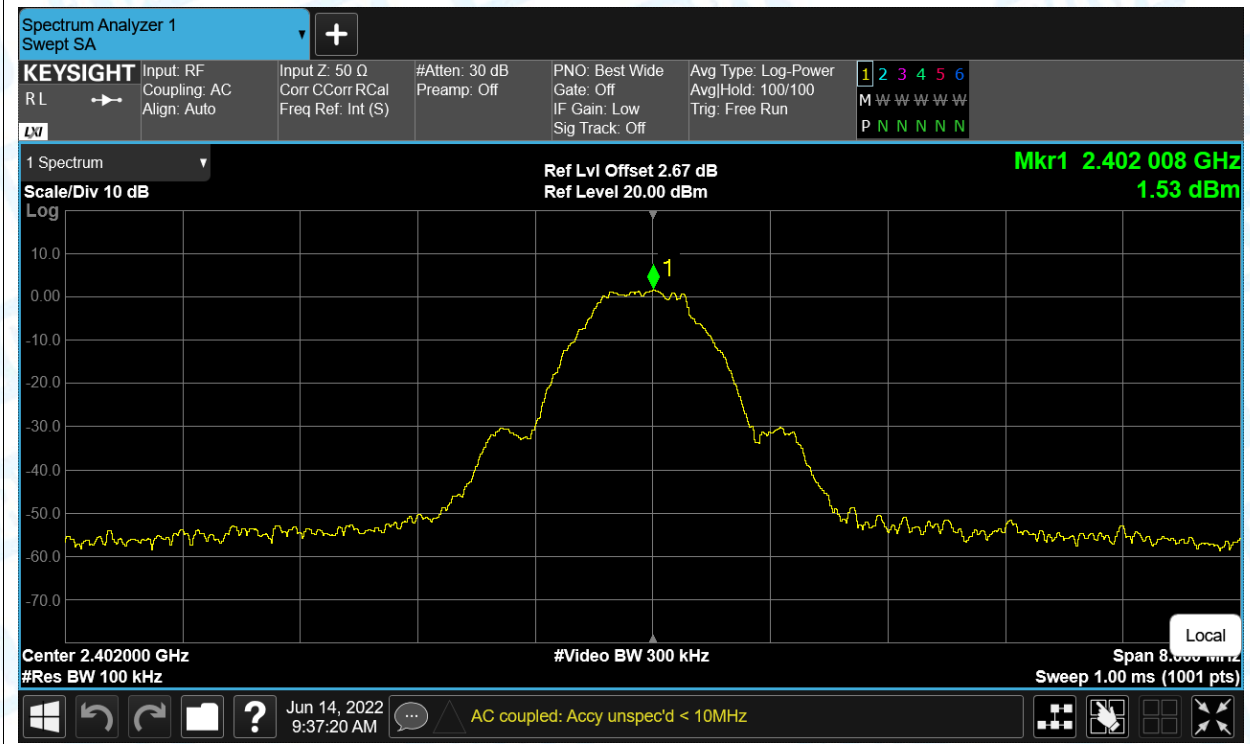 Spectrum Analyzer 1
Swept SA
KEYSIGHT
R L
LXI
Input: RF
Coupling: AC
Align: Auto
Input Z: 50 Ω
Corr CCorr RCal
Freq Ref: Int (S)
#Atten: 30 dB
Preamp: Off
PNO: Best Wide
Gate: Off
IF Gain: Low
Sig Track: Off
Avg Type: Log-Power
Avg|Hold: 100/100
Trig: Free Run
1 2 3 4 5 6
M W W W W W
P N N N N N
1 Spectrum
Scale/Div 10 dB
Log
Ref Lvl Offset 2.67 dB
Ref Level 20.00 dBm
Mkr1 2.402 008 GHz
1.53 dBm
10.0
0.00
-10.0
-20.0
-30.0
-40.0
-50.0
-60.0
-70.0
1
Local
Center 2.402000 GHz
#Res BW 100 kHz
#Video BW 300 kHz
Span
Sweep 1.00 ms (1001 pts)
?
Jun 14, 2022
9:37:20 AM
AC coupled: Accy unspec'd < 10MHz